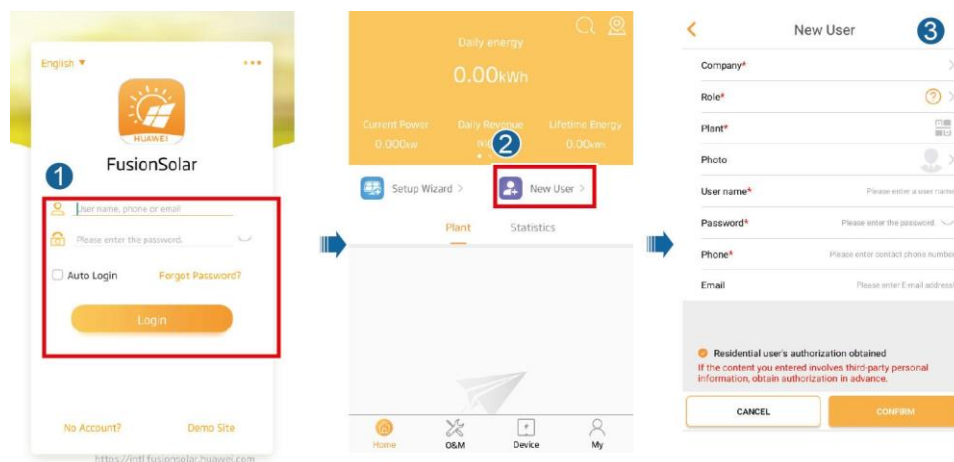 English ▼
HUAWEI
FusionSolar
1
User name, phone or email
Please enter the password.
Auto Login
Forgot Password?
Login
No Account?
Demo Site
https://intl.fusionsolar.huawei.com
Daily energy
0.00kWh
Current Power
Daily Revenue
Lifetime Energy
0.000kW
2
0.00kWh
Setup Wizard >
New User >
Plant
Statistics
Home
O&M
Device
My
New User
3
Company*
Role*
?
Plant*
Photo
User name*
Please enter a user name
Password*
Please enter the password.
Phone*
Please enter contact phone number
Email
Please enter E-mail address
Residential user's authorization obtained
If the content you entered involves third-party personal
information, obtain authorization in advance.
CANCEL
CONFIRM